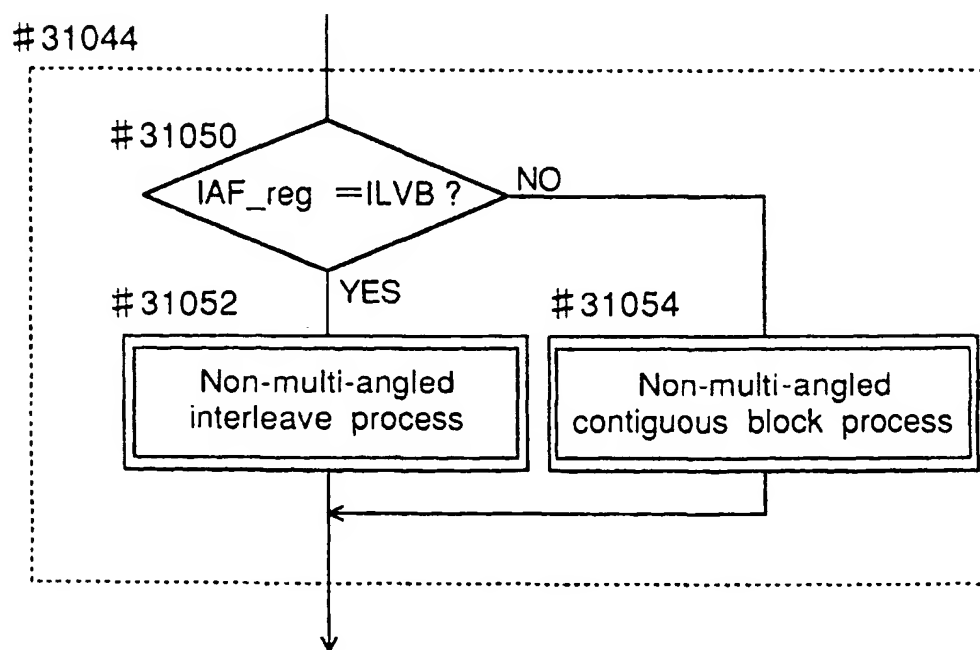 #31044
#31050
IAF_reg =ILVB ?
NO
YES
#31052
#31054
Non-multi-angled
interleave process
Non-multi-angled
contiguous block process